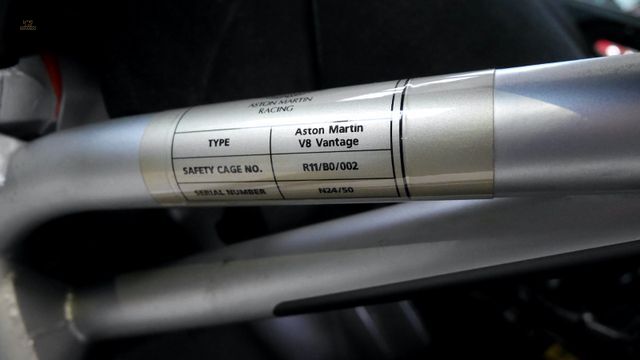 ASTON MARTIN
RACING
TYPE
Aston Martin
V8 Vantage
SAFETY CAGE NO.
R11/B0/002
SERIAL NUMBER
N24/50